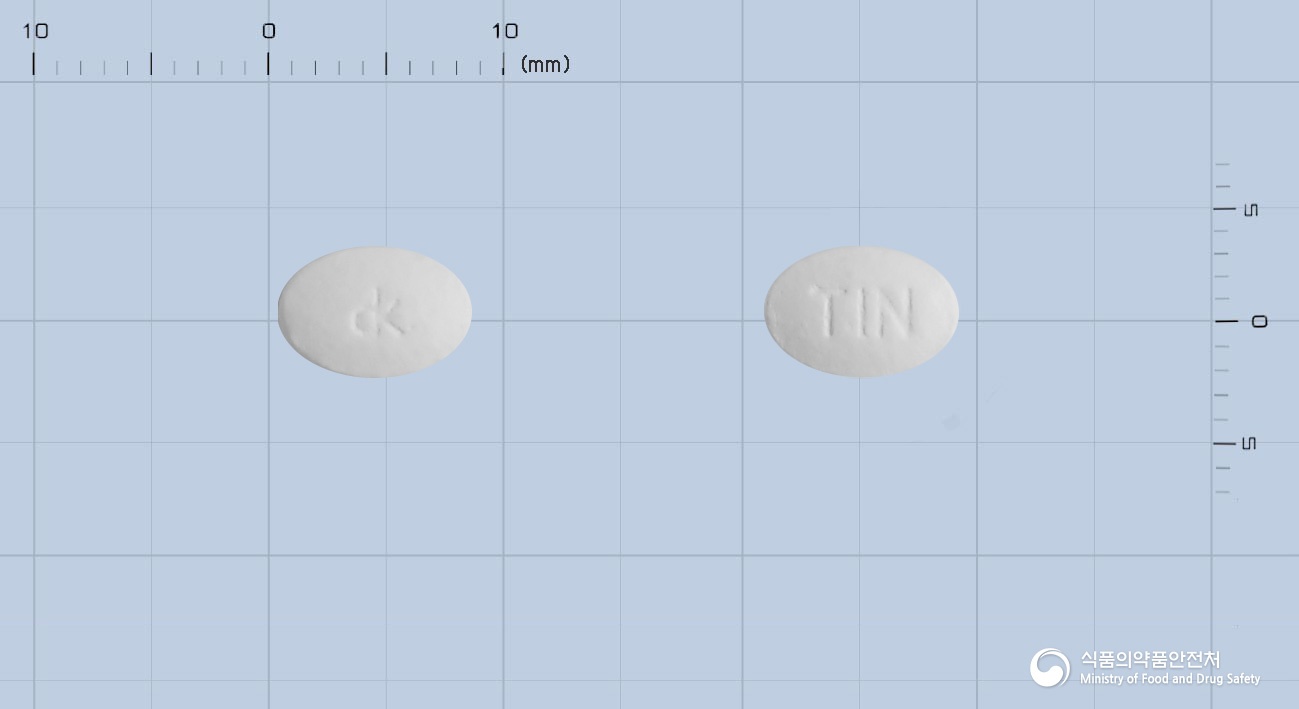 10 0 10 (mm)
5
0
5
ck TIN
식품의약품안전처
Ministry of Food and Drug Safety